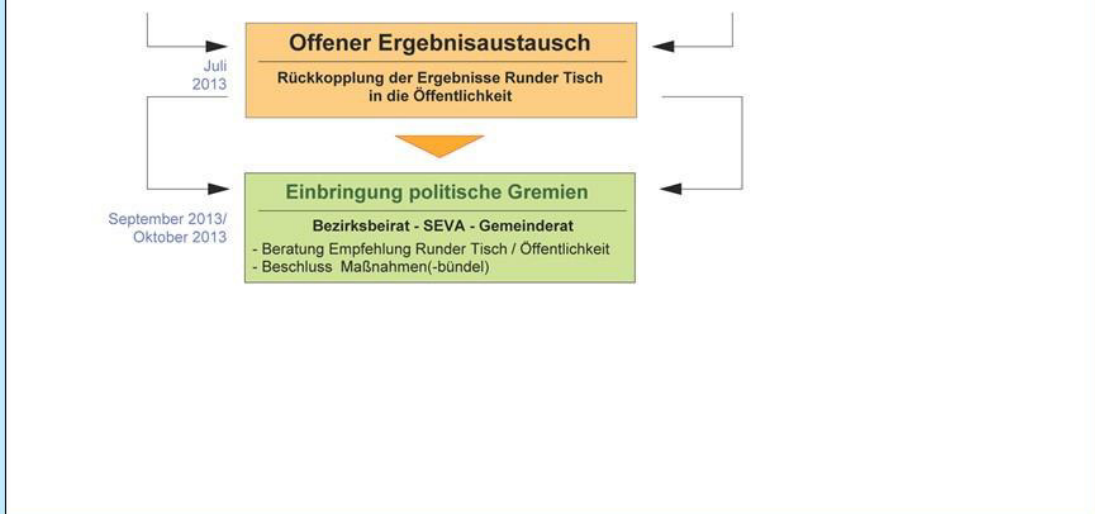 Offener Ergebnisaustausch
Juli
2013
Rückkopplung der Ergebnisse Runder Tisch
in die Öffentlichkeit
Einbringung politische Gremien
September 2013/
Oktober 2013
Bezirksbeirat - SEVA - Gemeinderat
- Beratung Empfehlung Runder Tisch / Öffentlichkeit
- Beschluss Maßnahmen(-bündel)